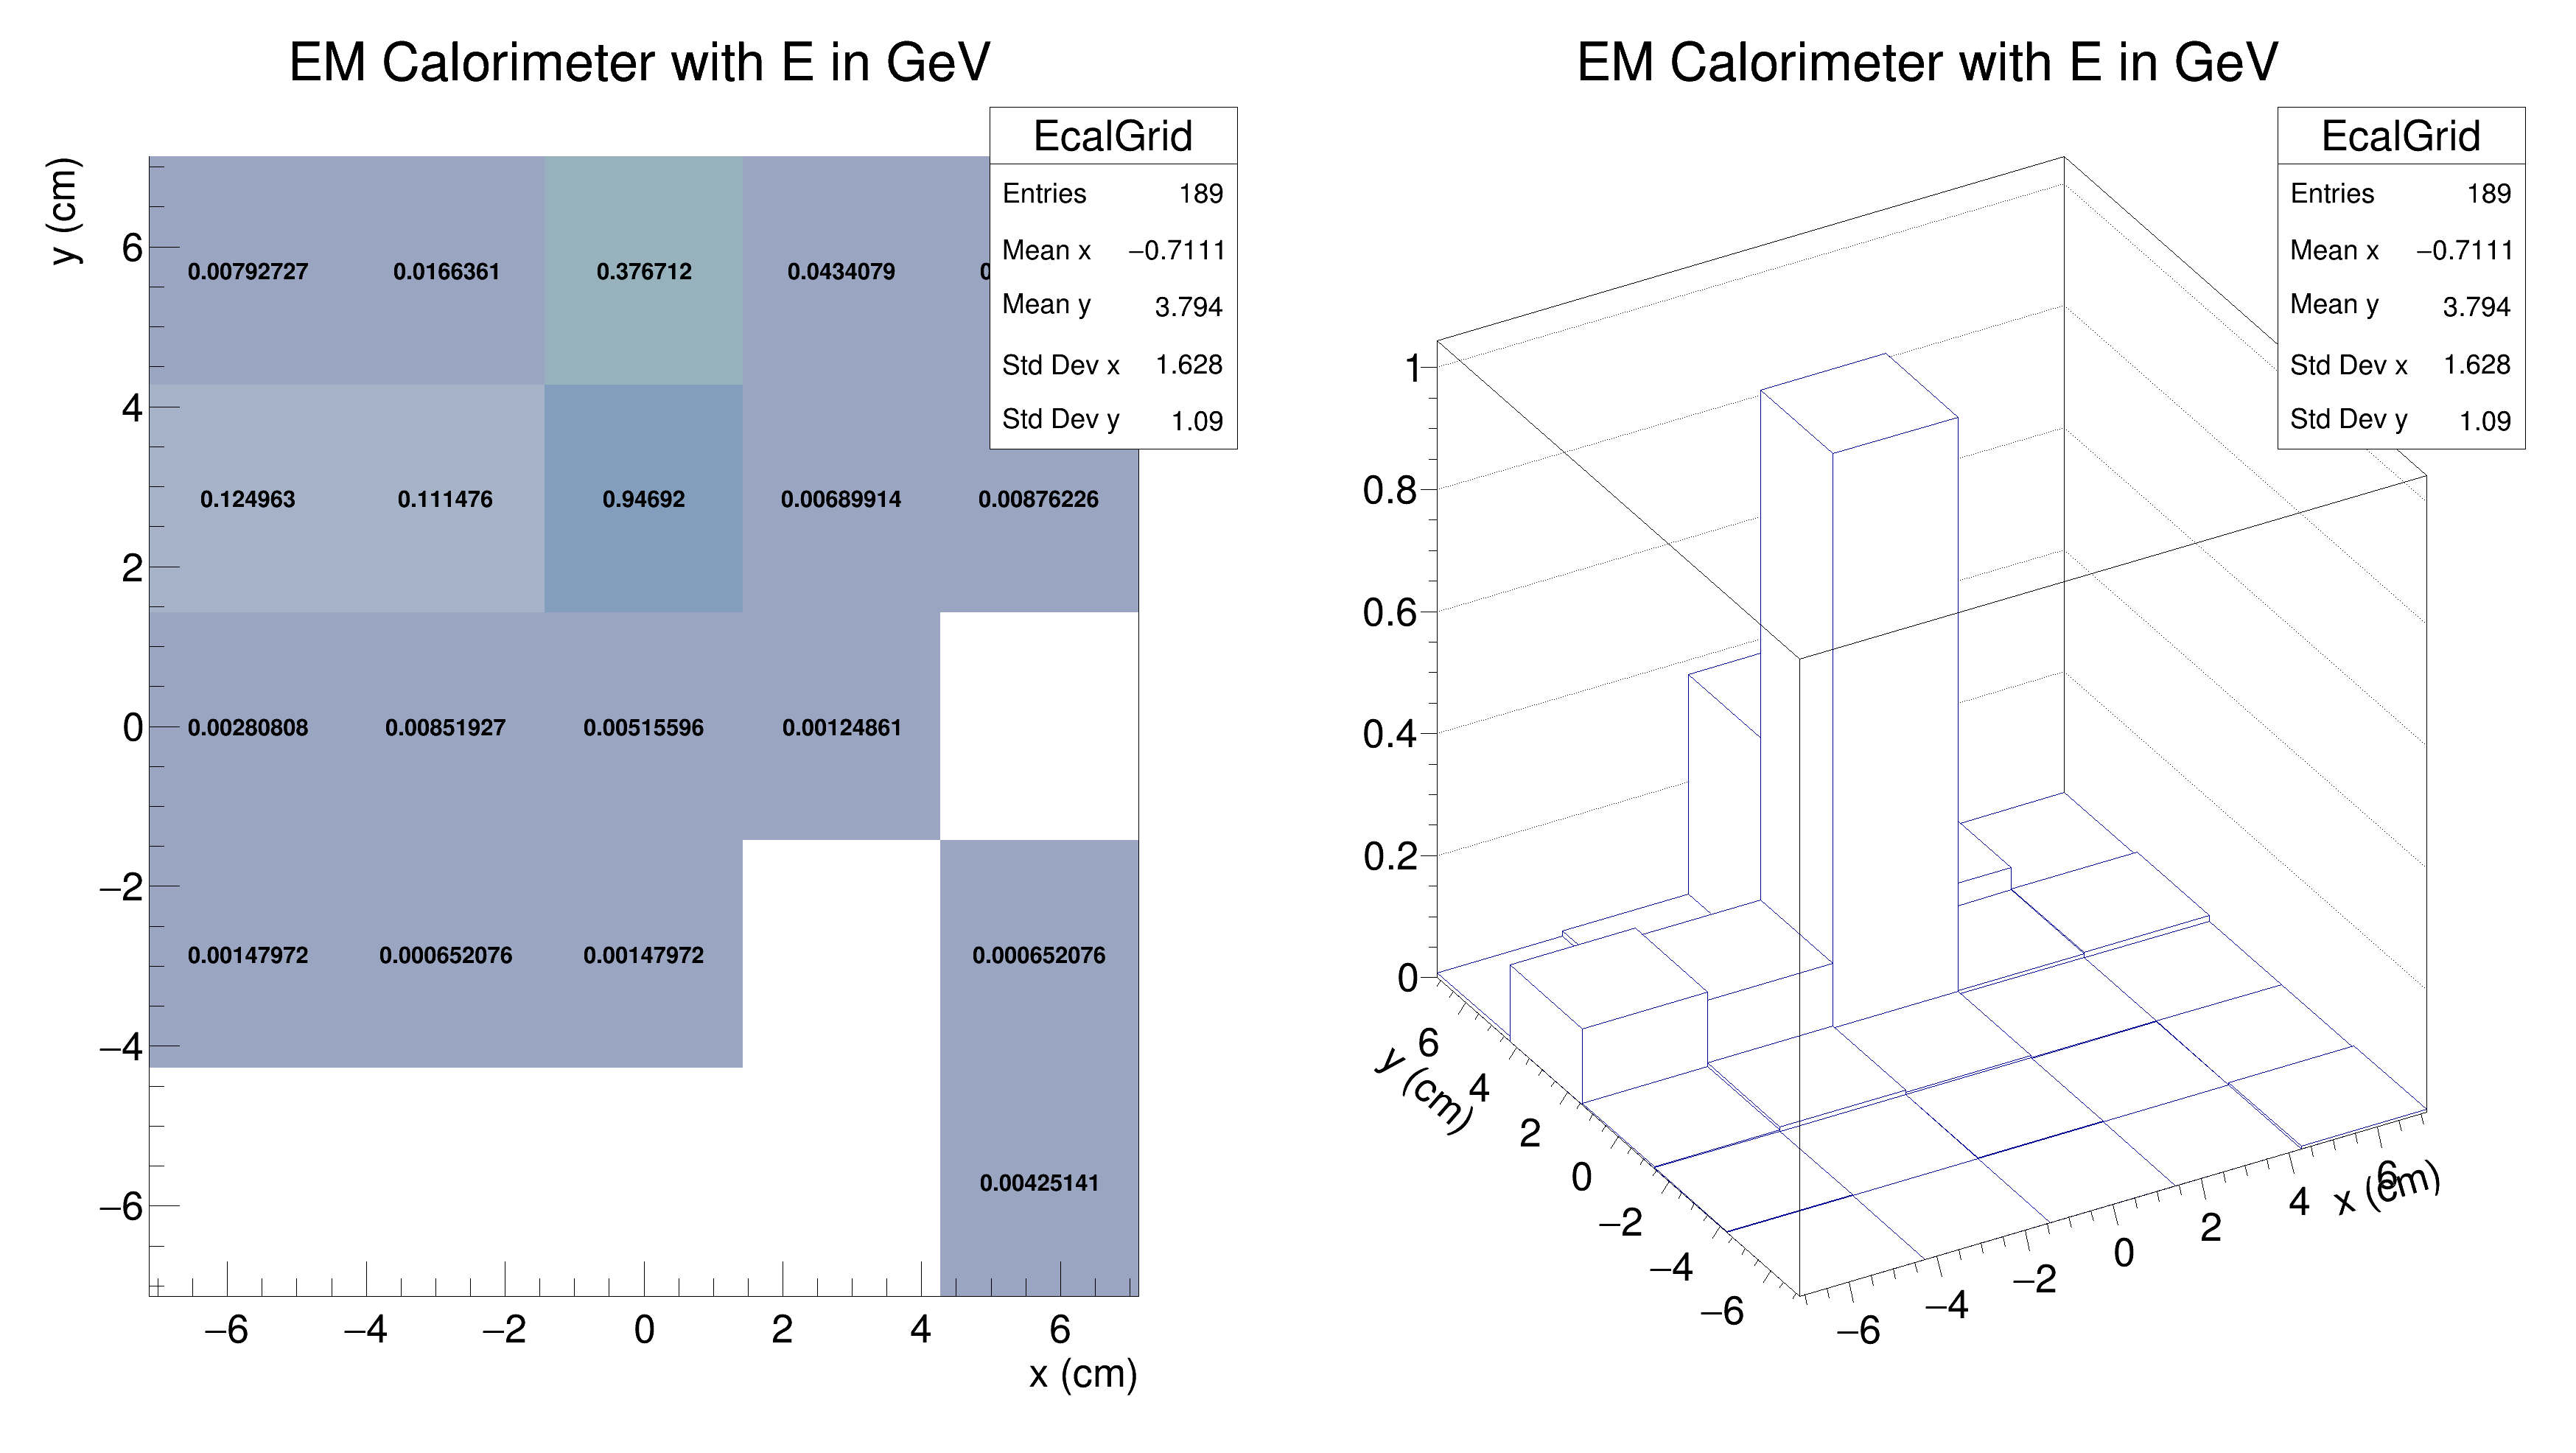 EM Calorimeter with E in GeV
EcalGrid
Entries 189
Mean x −0.7111
Mean y 3.794
Std Dev x 1.628
Std Dev y 1.09
y (cm)
6
4
2
0
−2
−4
−6
0.00792727 0.0166361 0.376712 0.0434079
0.124963 0.111476 0.94692 0.00689914 0.00876226
0.00280808 0.00851927 0.00515596 0.00124861
0.00147972 0.000652076 0.00147972 0.000652076
0.00425141
−6 −4 −2 0 2 4 6
x (cm)
EM Calorimeter with E in GeV
EcalGrid
Entries 189
Mean x −0.7111
Mean y 3.794
Std Dev x 1.628
Std Dev y 1.09
1
0.8
0.6
0.4
0.2
0
y (cm)
6
4
2
0
−2
−4
−6
−6 −4 −2 0 2 4 6
x (cm)